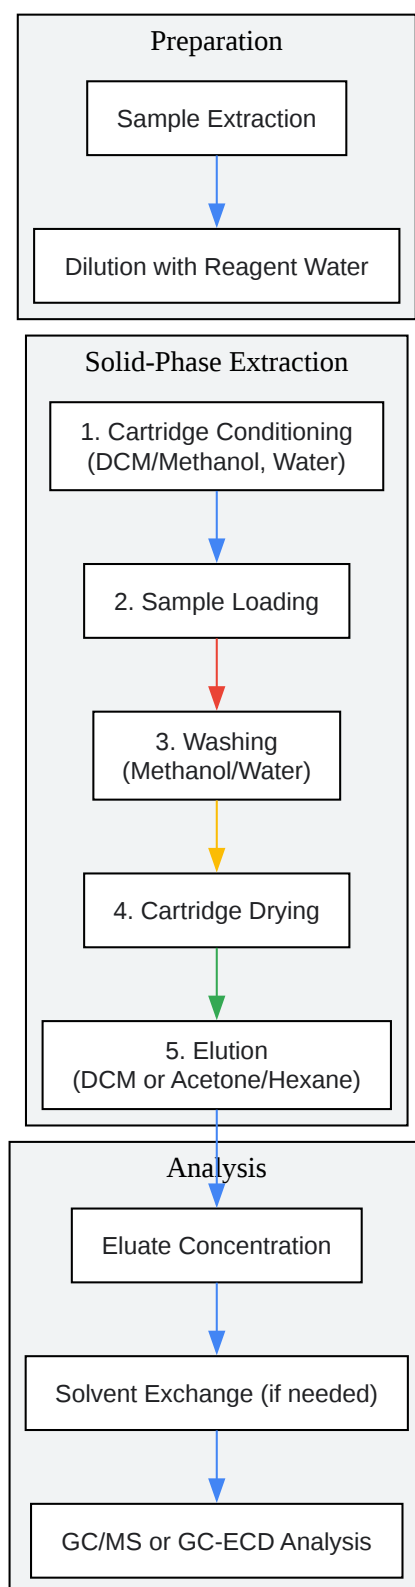 Preparation
Sample Extraction
Dilution with Reagent Water
Solid-Phase Extraction
1. Cartridge Conditioning
(DCM/Methanol, Water)
2. Sample Loading
3. Washing
(Methanol/Water)
4. Cartridge Drying
5. Elution
(DCM or Acetone/Hexane)
Analysis
Eluate Concentration
Solvent Exchange (if needed)
GC/MS or GC-ECD Analysis